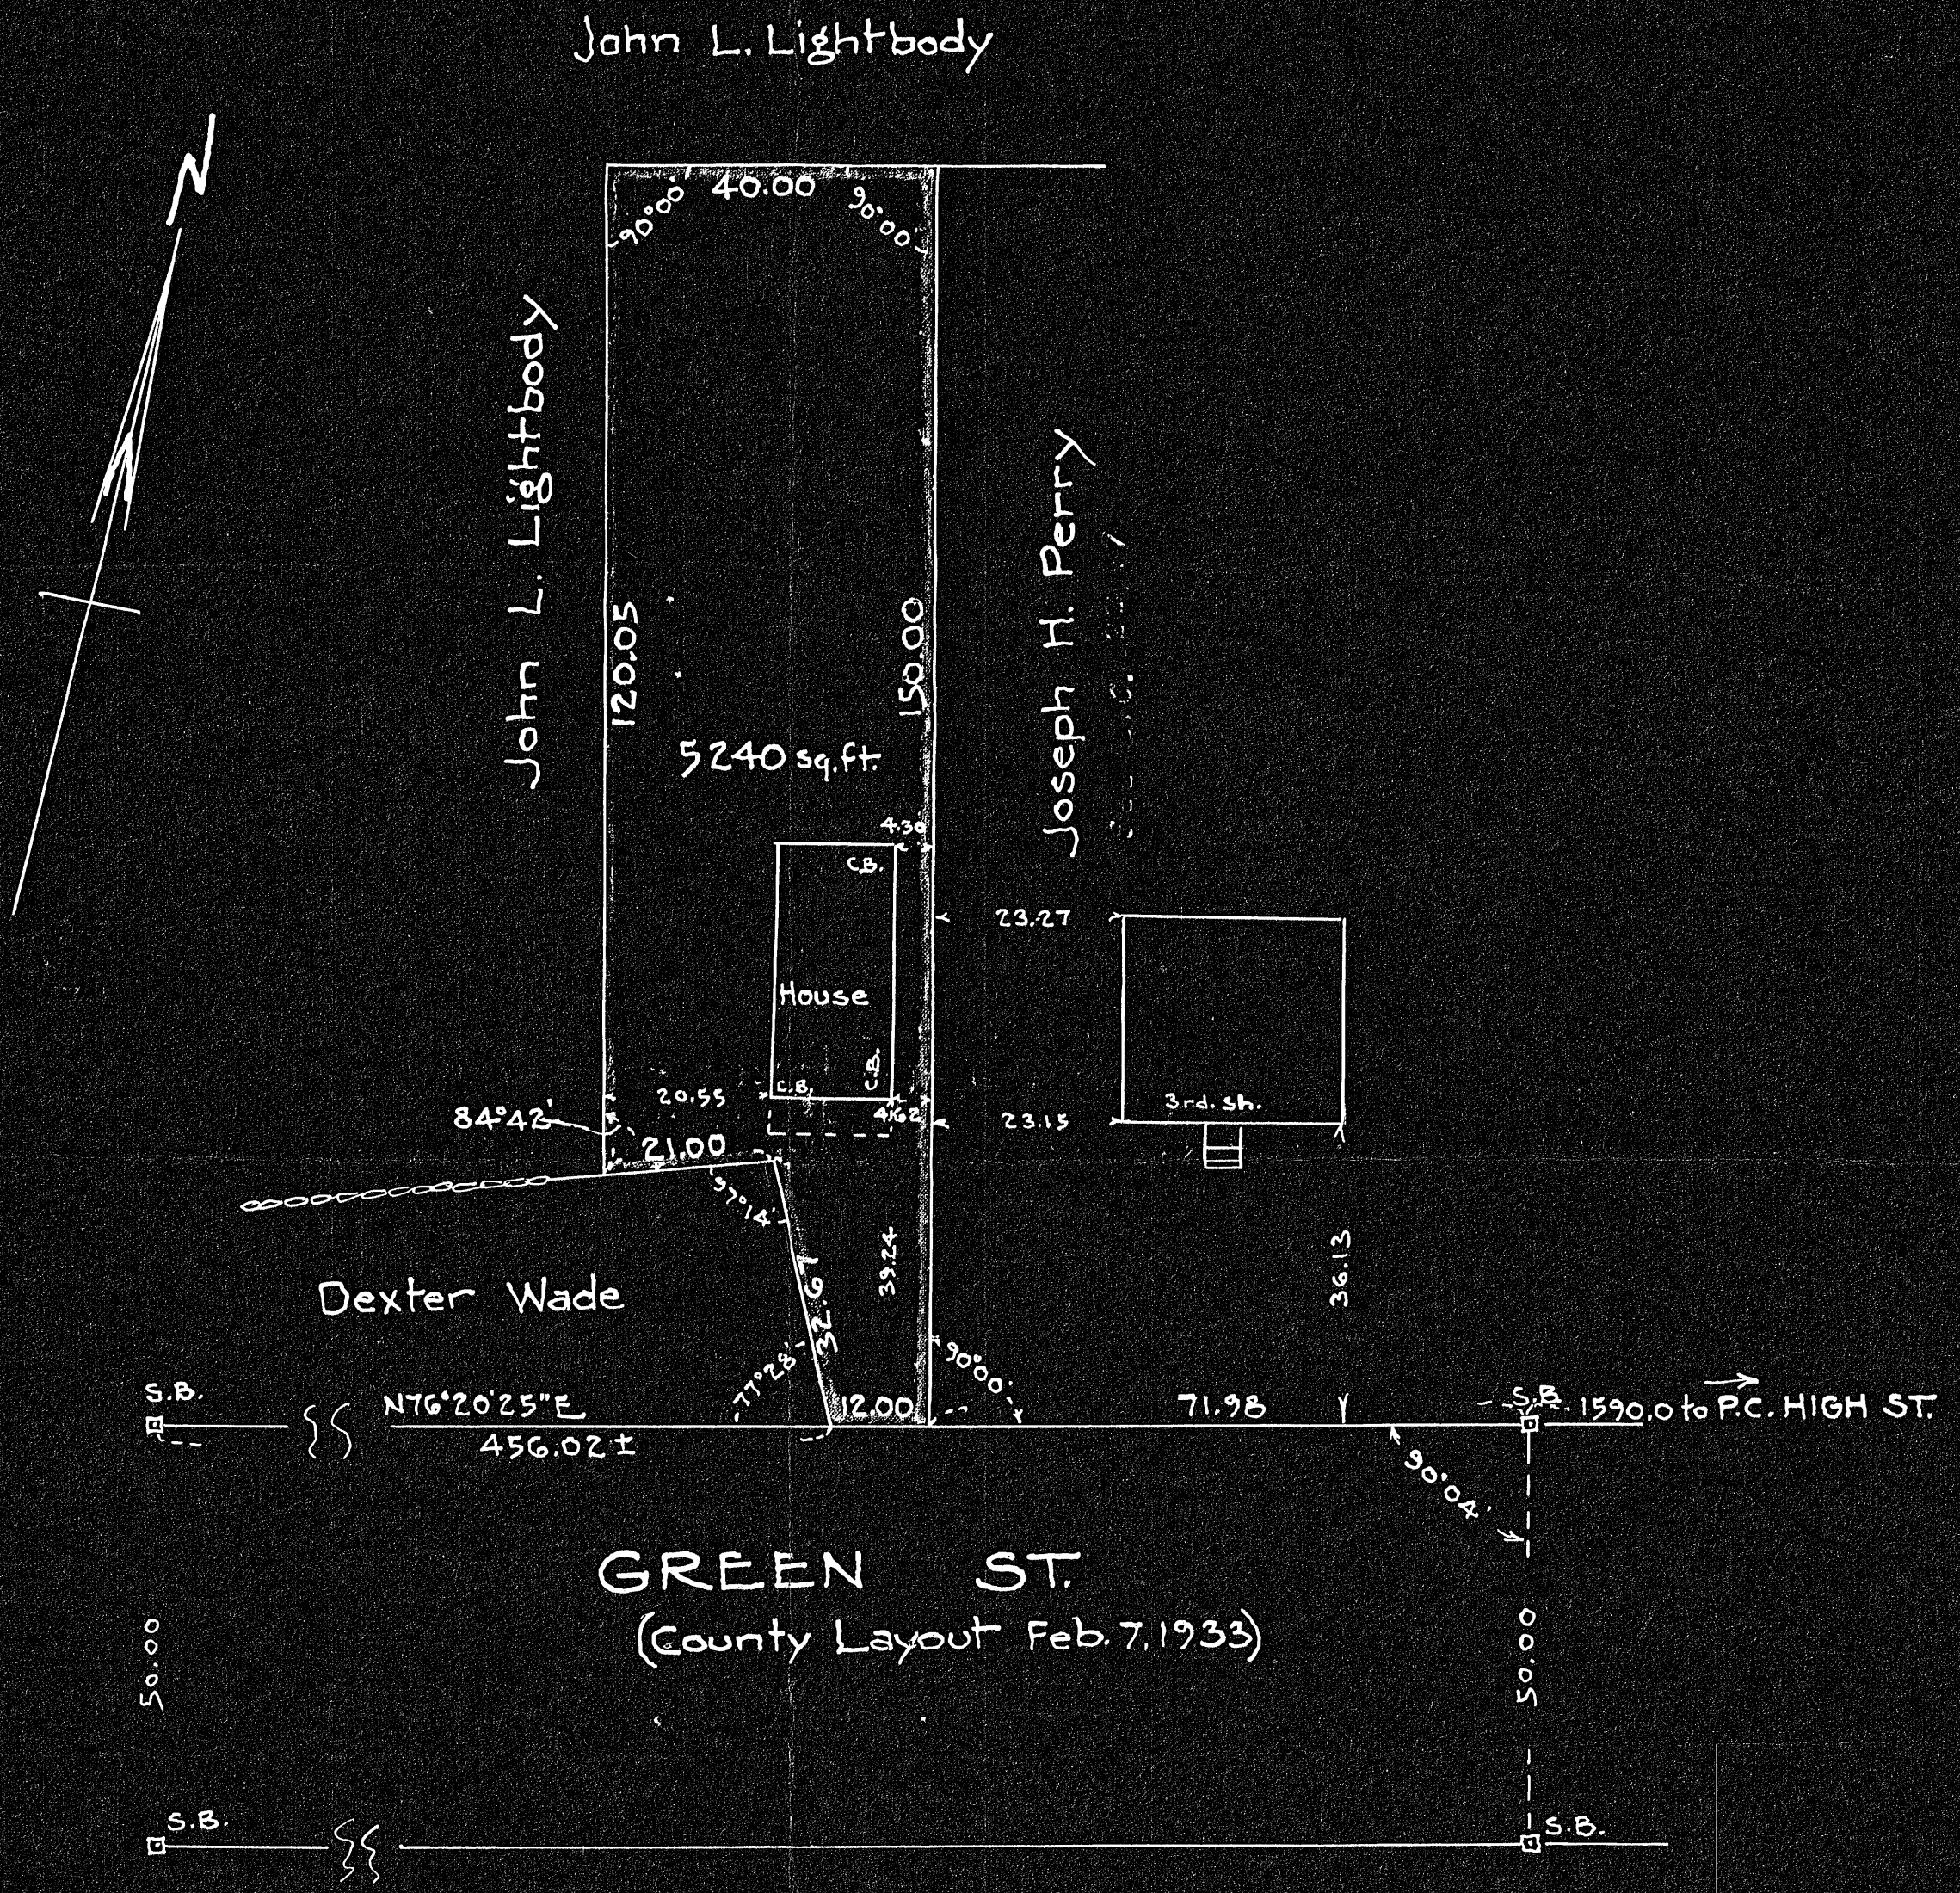 John L. Lightbody
N
40.00
90°00'
90°00'
John L. Lightbody
120.05
150.00
Joseph H. Perry
5240 sq.ft.
4.30
C.B.
23.27
House
C.B.
C.B.
20.55
4.62
84°42'
23.15
3rd. sh.
21.00
97°14'
39.24
36.13
Dexter Wade
32.67
77°28'
90°00'
S.B.
N76°20'25"E
12.00
71.98
S.B.
1590.0 to P.C. HIGH ST.
456.02±
90°04'
GREEN ST.
(County Layout Feb. 7, 1933)
50.00
50.00
S.B.
S.B.